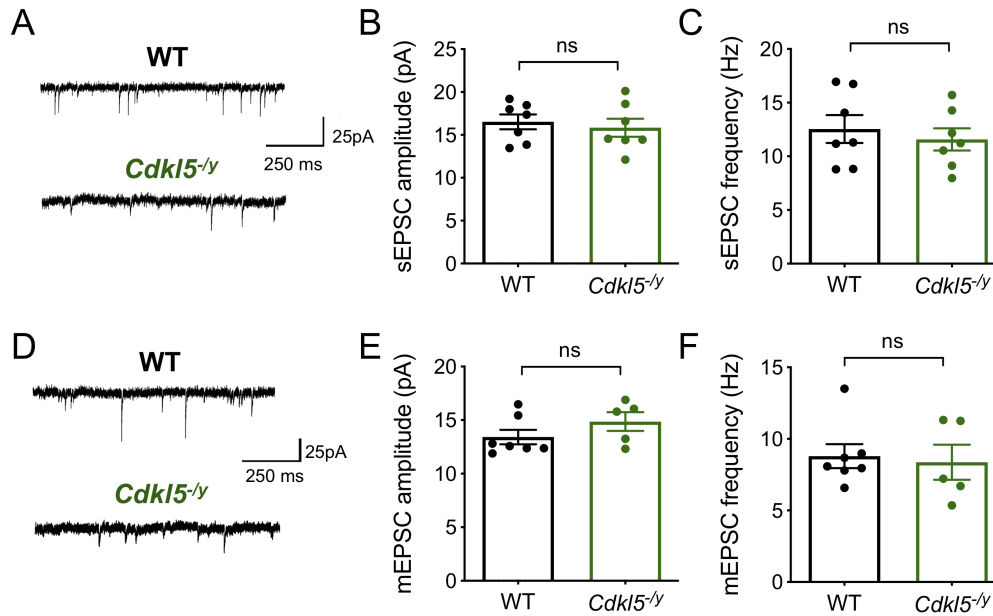 A
WT
25pA
250 ms
Cdkl5-/y
B
sEPSC amplitude (pA)
25
20
15
10
5
0
ns
WT
Cdkl5-/y
C
sEPSC frequency (Hz)
20
15
10
5
0
ns
WT
Cdkl5-/y
D
WT
25pA
250 ms
Cdkl5-/y
E
mEPSC amplitude (pA)
20
15
10
5
0
ns
WT
Cdkl5-/y
F
mEPSC frequency (Hz)
15
10
5
0
ns
WT
Cdkl5-/y